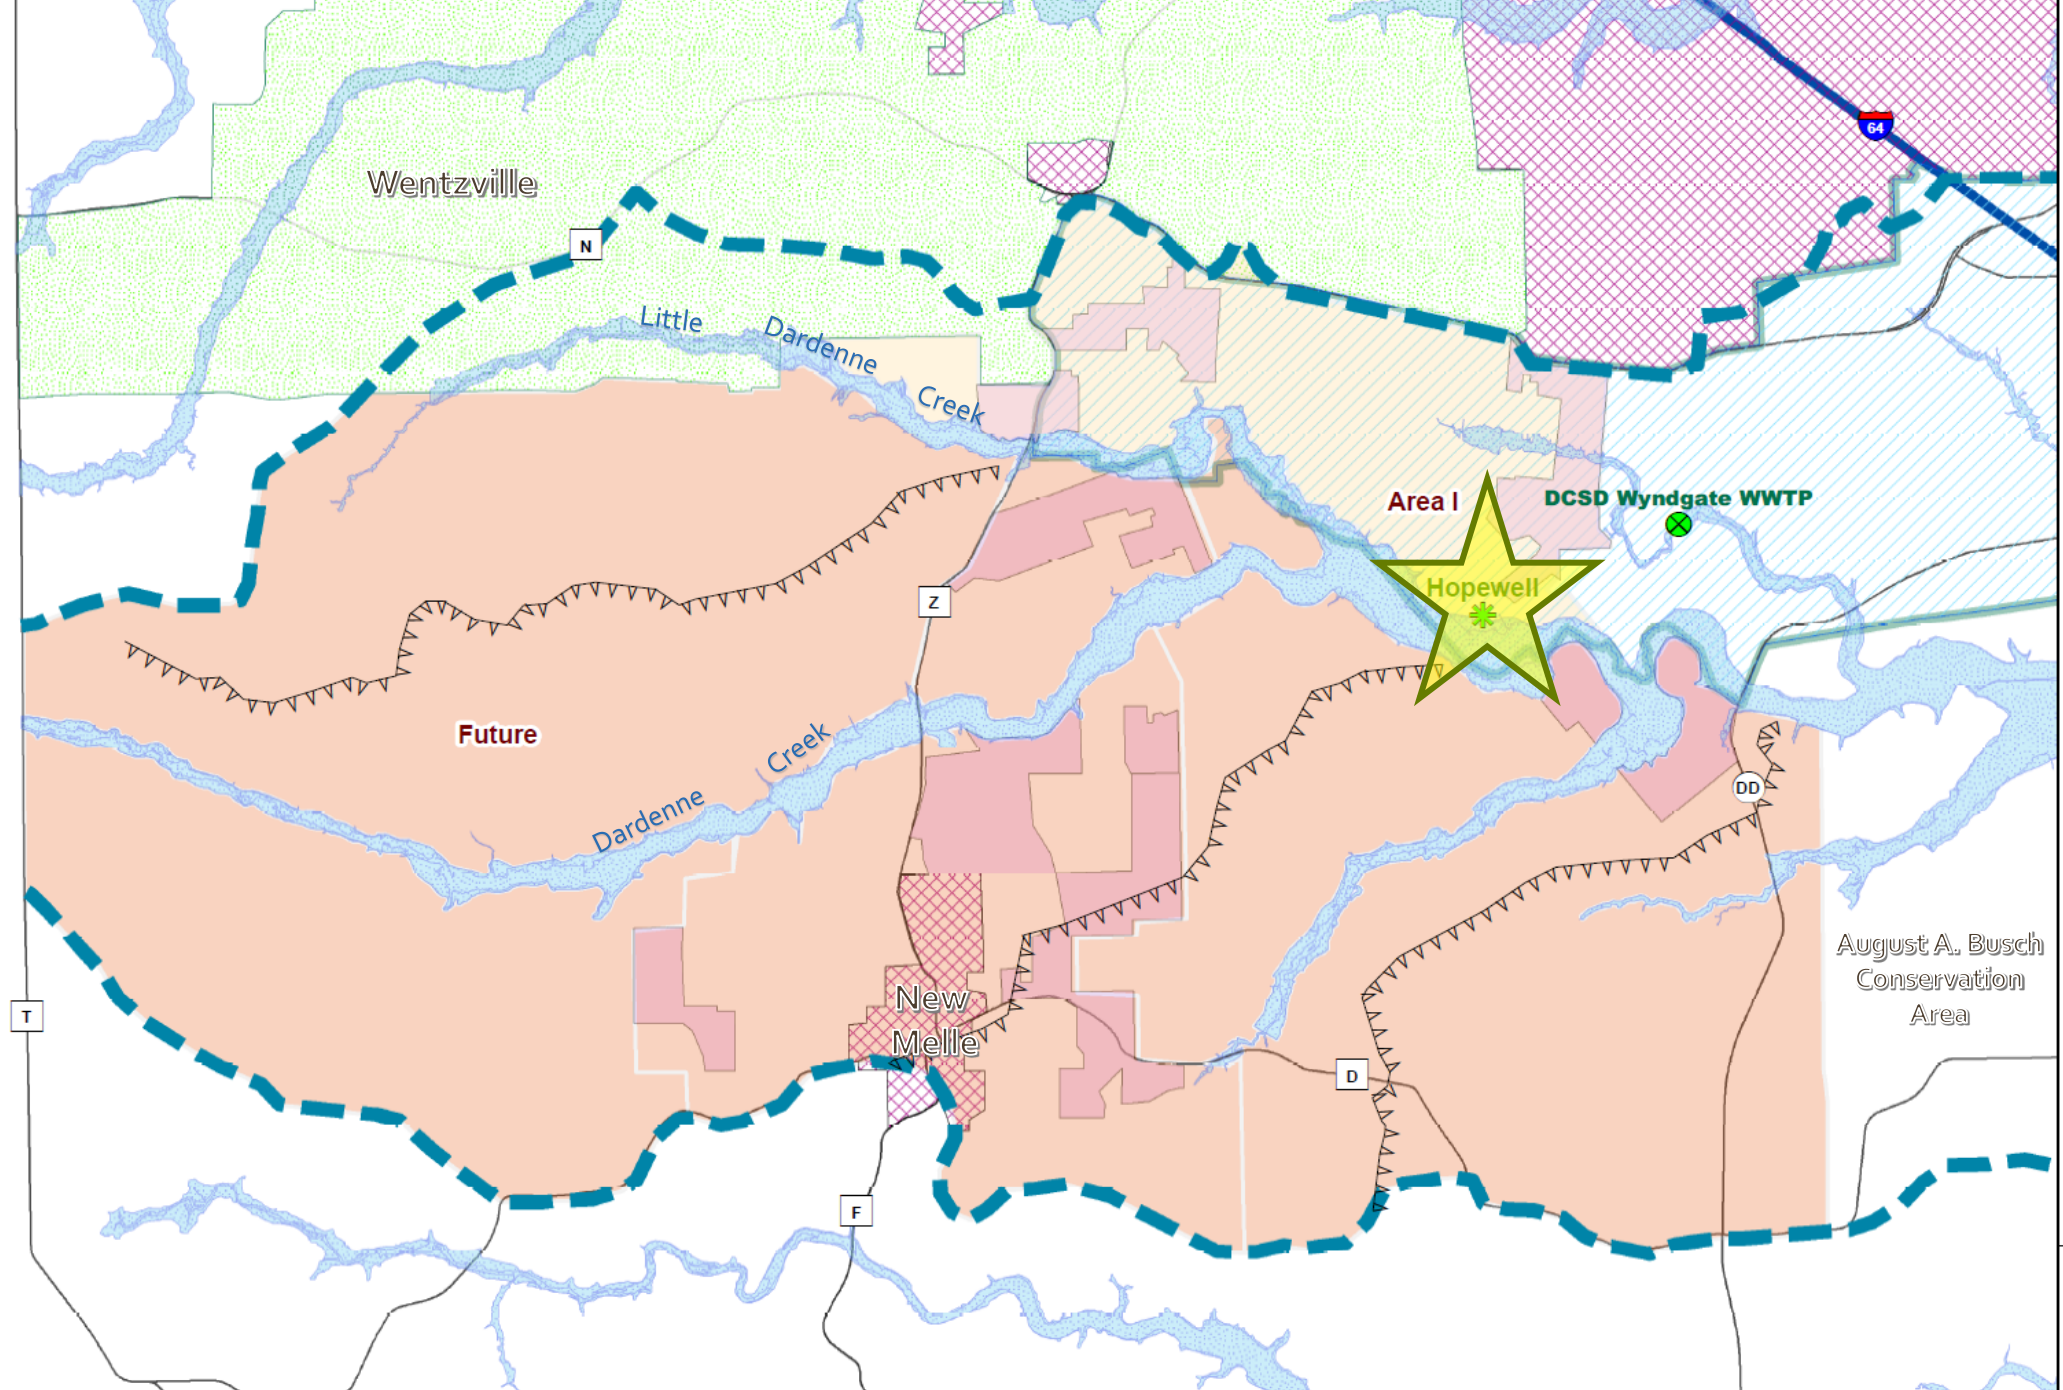 64
Wentzville
N
Little Dardenne Creek
Area I
DCSD Wyndgate WWTP
Hopewell
Z
Future
Dardenne Creek
DD
August A. Busch
Conservation
Area
New
Melle
T
D
F